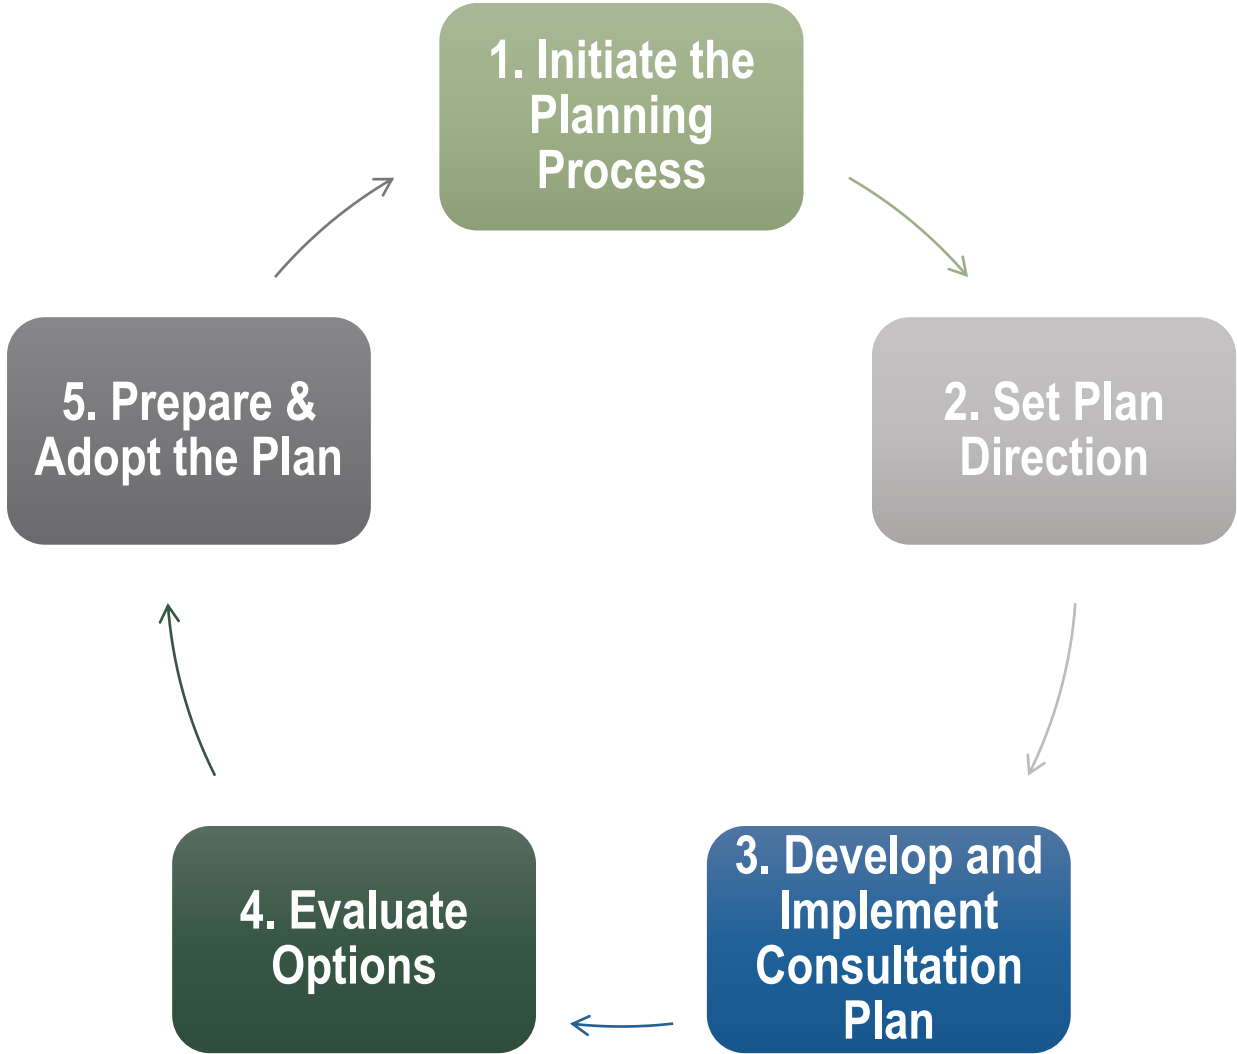 1. Initiate the
Planning
Process
2. Set Plan
Direction
3. Develop and
Implement
Consultation
Plan
4. Evaluate
Options
5. Prepare &
Adopt the Plan